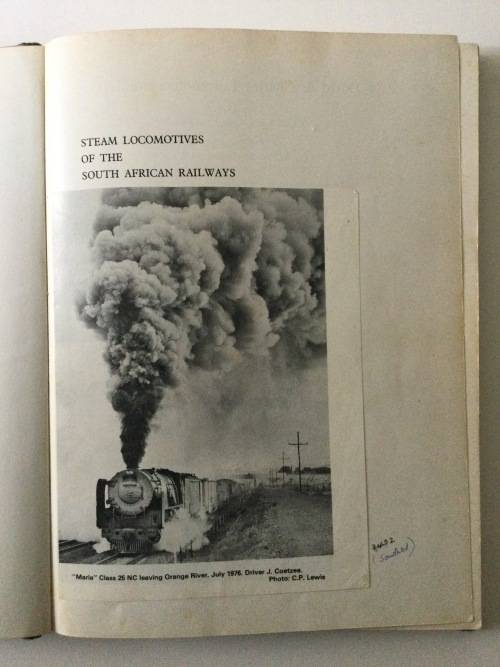 STEAM LOCOMOTIVES
OF THE
SOUTH AFRICAN RAILWAYS
"Maria" Class 25 NC leaving Orange River. July 1976. Driver J. Coetzee.
Photo: C.P. Lewis